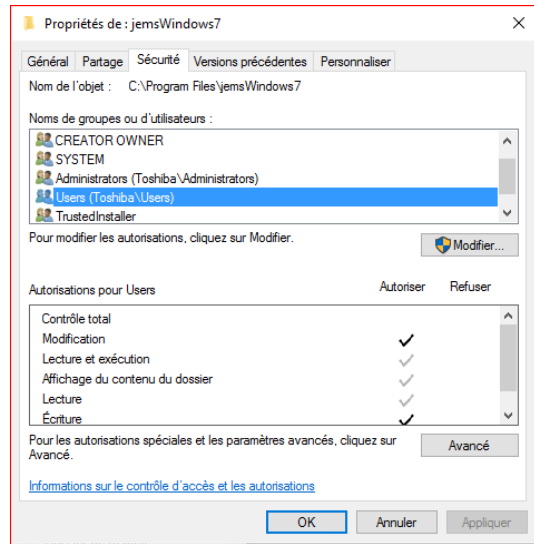 Propriétés de : jemsWindows7
Général Partage Sécurité Versions précédentes Personnaliser
Nom de l'objet : C:\Program Files\jemsWindows7
Noms de groupes ou d'utilisateurs :
CREATOR OWNER
SYSTEM
Administrators (Toshiba\Administrators)
Users (Toshiba\Users)
TrustedInstaller
Pour modifier les autorisations, cliquez sur Modifier.
Modifier...
Autorisations pour Users Autoriser Refuser
Contrôle total
Modification
Lecture et exécution
Affichage du contenu du dossier
Lecture
Écriture
Pour les autorisations spéciales et les paramètres avancés, cliquez sur
Avancé.
Avancé
Informations sur le contrôle d'accès et les autorisations
OK Annuler Appliquer